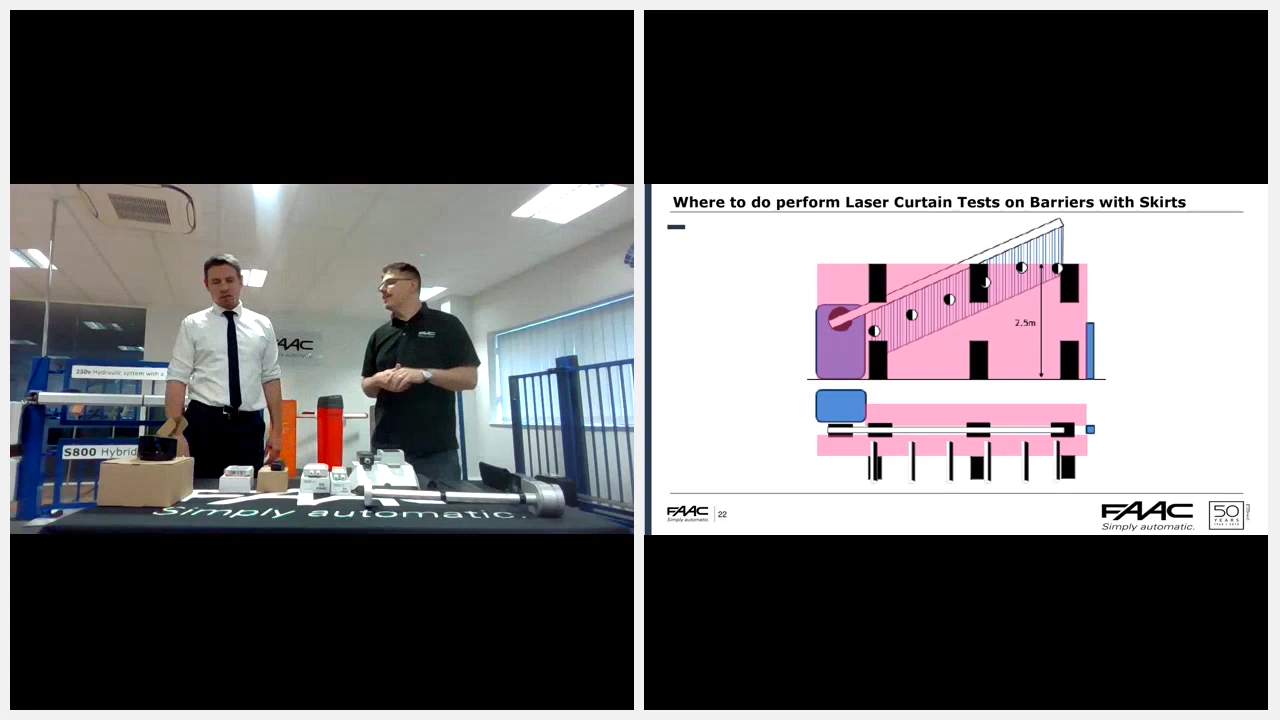 FAAC
230v Hydraulic system with a
S800 Hybrid
Simply automatic.
Where to do perform Laser Curtain Tests on Barriers with Skirts
2.5m
FAAC
Simply automatic.
22
FAAC
Simply automatic.
50
YEARS